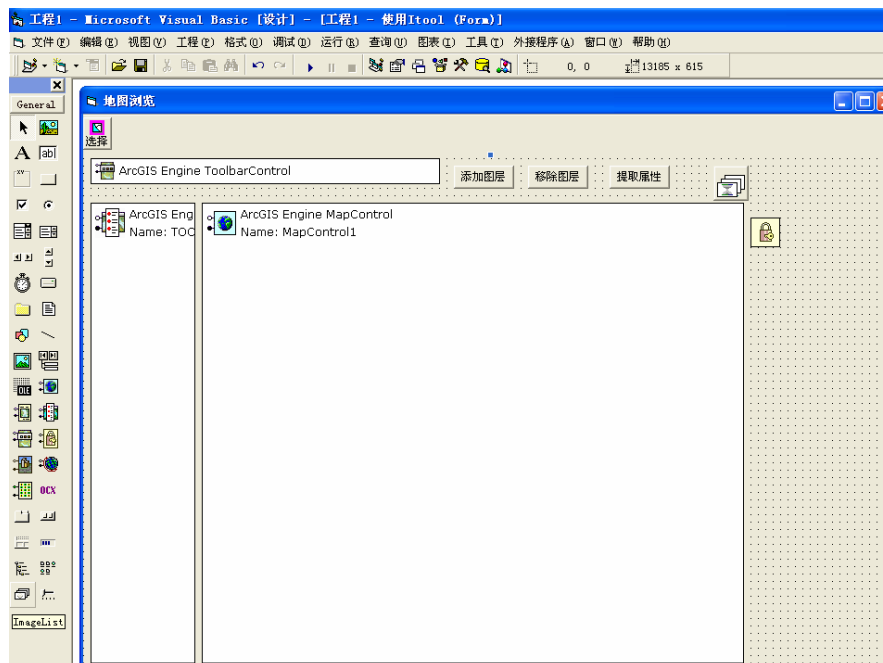 工程1 - Microsoft Visual Basic [设计] - [工程1 - 使用Itool (Form)]
文件(F) 编辑(E) 视图(V) 工程(P) 格式(O) 调试(D) 运行(R) 查询(U) 图表(I) 工具(T) 外接程序(A) 窗口(W) 帮助(H)
0, 0 13185 x 615
General
地图浏览
选择
A ab|
xv
ArcGIS Engine ToolbarControl
添加图层 移除图层 提取属性
ArcGIS Eng
Name: TOC
ArcGIS Engine MapControl
Name: MapControl1
OLE
OCX
ImageList